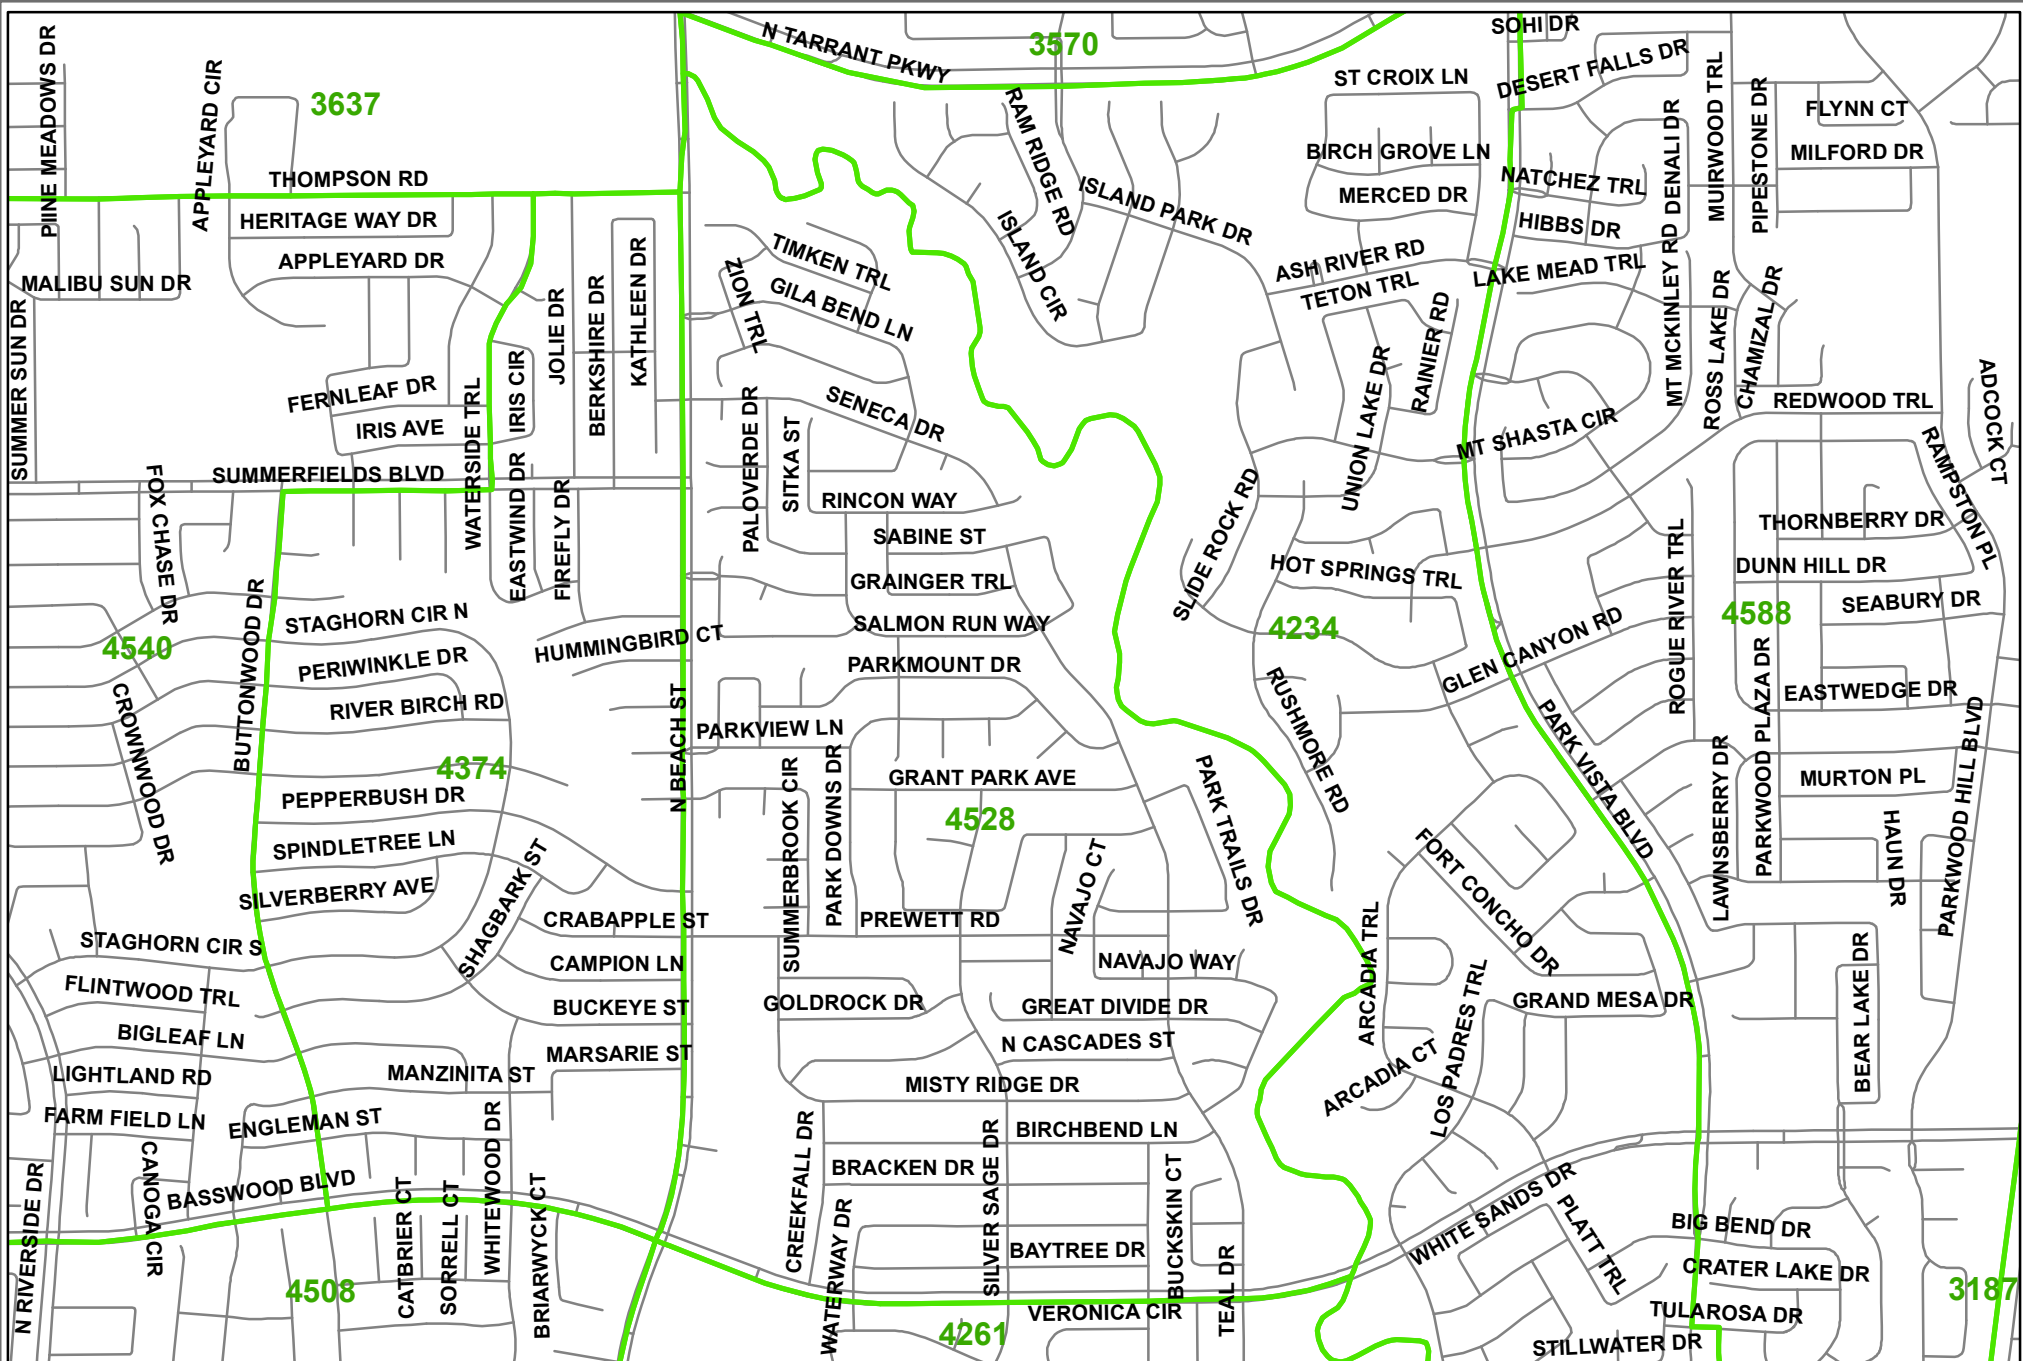 SOHI DR
N TARRANT PKWY
3570
PIINE MEADOWS DR
APPLEYARD CIR
3637
RAM RIDGE RD
ST CROIX LN
DESERT FALLS DR
MUIRWOOD TRL
PIPESTONE DR
FLYNN CT
MILFORD DR
BIRCH GROVE LN
DENALI DR
NATCHEZ TRL
MERCED DR
THOMPSON RD
ISLAND PARK DR
HERITAGE WAY DR
HIBBS DR
APPLEYARD DR
ISLAND CIR
ASH RIVER RD
LAKE MEAD TRL
MT MCKINLEY RD
MALIBU SUN DR
TIMKEN TRL
ZION TRL
GILA BEND LN
TETON TRL
RAINIER RD
ROSS LAKE DR
CHAMIZAL DR
SUMMER SUN DR
JOLIE DR
BERKSHIRE DR
KATHLEEN DR
IRIS CIR
FERNLEAF DR
IRIS AVE
WATERSIDE TRL
PALOVERDE DR
SITKA ST
SENECA DR
UNION LAKE DR
MT SHASTA CIR
REDWOOD TRL
ADCOCK CT
RAMPSTON PL
SUMMERFIELDS BLVD
FOX CHASE DR
EASTWIND DR
FIREFLY DR
RINCON WAY
SABINE ST
GRAINGER TRL
SLIDE ROCK RD
HOT SPRINGS TRL
THORNBERRY DR
DUNN HILL DR
SEABURY DR
ROGUE RIVER TRL
4588
STAGHORN CIR N
BUTTONWOOD DR
4540
PERIWINKLE DR
HUMMINGBIRD CT
SALMON RUN WAY
4234
GLEN CANYON RD
PARKMOUNT DR
RIVER BIRCH RD
CROWNWOOD DR
N BEACH ST
PARKVIEW LN
RUSHMORE RD
PARK VISTA BLVD
PARKWOOD PLAZA DR
EASTWEDGE DR
4374
PEPPERBUSH DR
SUMMERBROOK CIR
PARK DOWNS DR
GRANT PARK AVE
4528
PARK TRAILS DR
LAWNSBERRY DR
MURTON PL
HAUN DR
PARKWOOD HILL BLVD
SPINDLETREE LN
SILVERBERRY AVE
SHAGBARK ST
NAVAJO CT
FORT CONCHO DR
CRABAPPLE ST
PREWETT RD
STAGHORN CIR S
CAMPION LN
NAVAJO WAY
ARCADIA TRL
FLINTWOOD TRL
BUCKEYE ST
GOLDROCK DR
GREAT DIVIDE DR
LOS PADRES TRL
GRAND MESA DR
BEAR LAKE DR
BIGLEAF LN
MARSARIE ST
N CASCADES ST
LIGHTLAND RD
MANZINITA ST
MISTY RIDGE DR
ARCADIA CT
FARM FIELD LN
ENGLEMAN ST
WHITEWOOD DR
CREEKFALL DR
SILVER SAGE DR
BIRCHBEND LN
BRACKEN DR
N RIVERSIDE DR
CANOGA CIR
BASSWOOD BLVD
CATBRIER CT
SORRELL CT
BRIARWYCK CT
WATERWAY DR
BUCKSKIN CT
WHITE SANDS DR
PLATT TRL
BIG BEND DR
BAYTREE DR
TEAL DR
CRATER LAKE DR
4508
3187
VERONICA CIR
4261
TULAROSA DR
STILLWATER DR